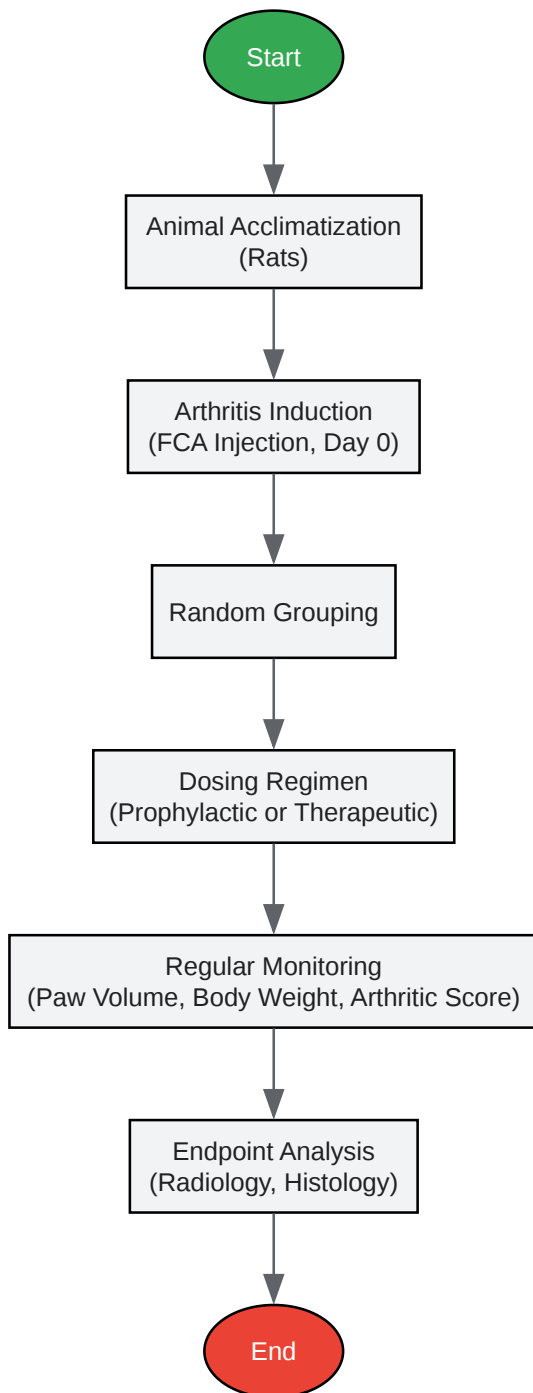 Start
Animal Acclimatization
(Rats)
Arthritis Induction
(FCA Injection, Day 0)
Random Grouping
Dosing Regimen
(Prophylactic or Therapeutic)
Regular Monitoring
(Paw Volume, Body Weight, Arthritic Score)
Endpoint Analysis
(Radiology, Histology)
End